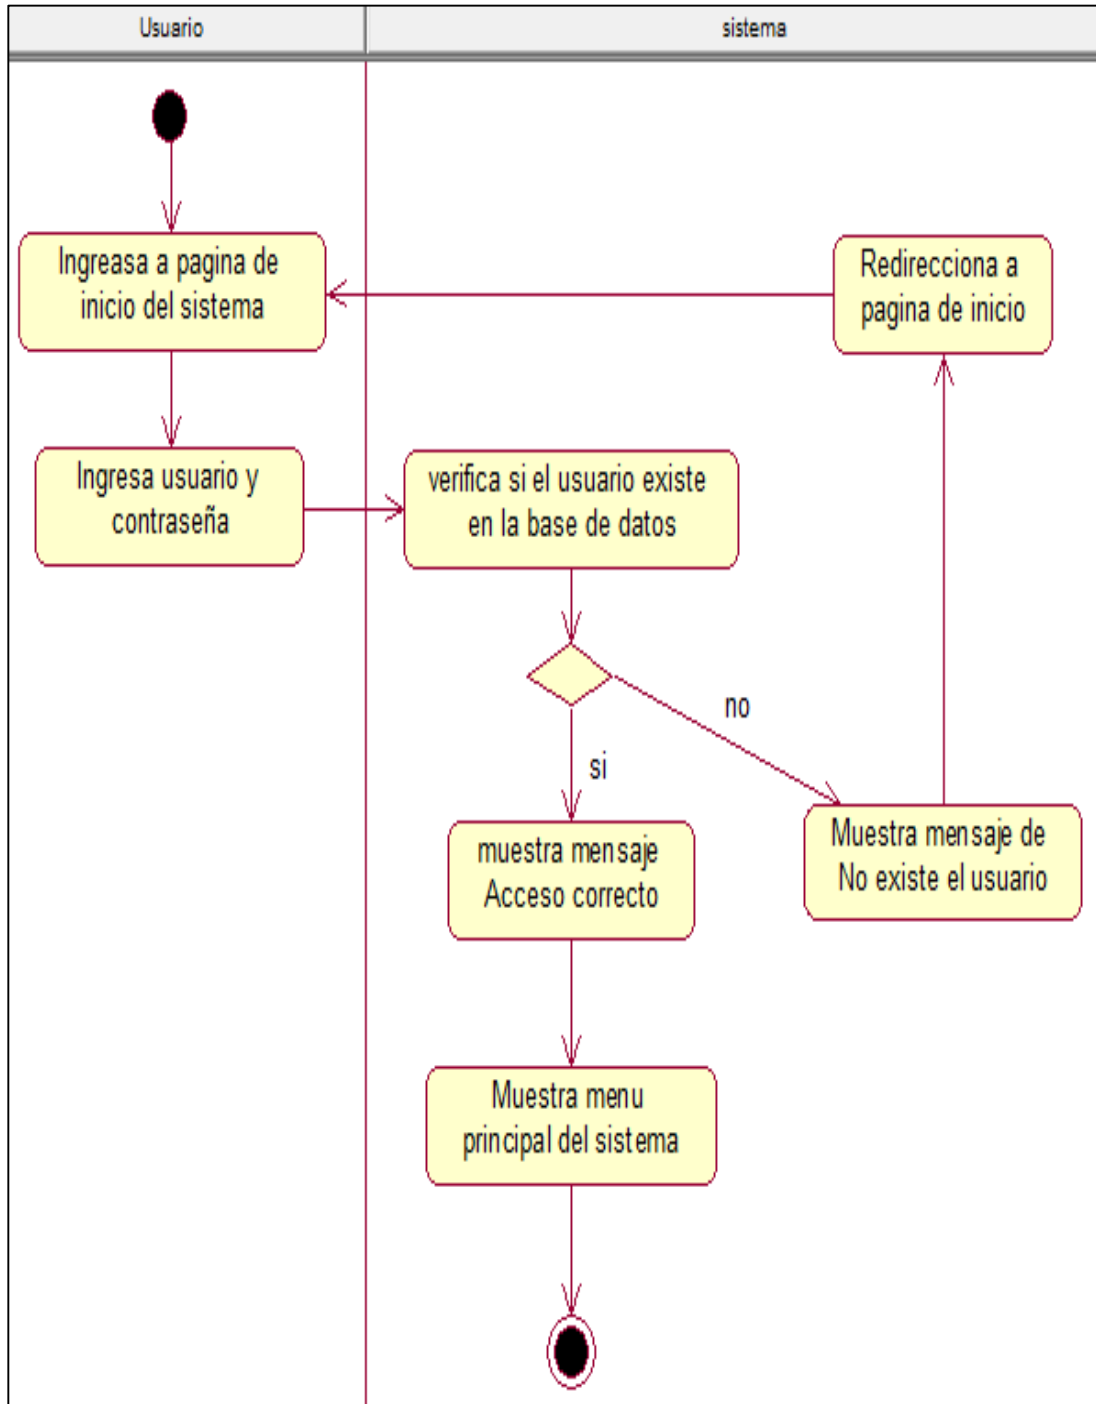 Usuario
sistema
Ingreasa a pagina de
inicio del sistema
Redirecciona a
pagina de inicio
Ingresa usuario y
contraseña
verifica si el usuario existe
en la base de datos
no
si
muestra mensaje
Acceso correcto
Muestra mensaje de
No existe el usuario
Muestra menu
principal del sistema